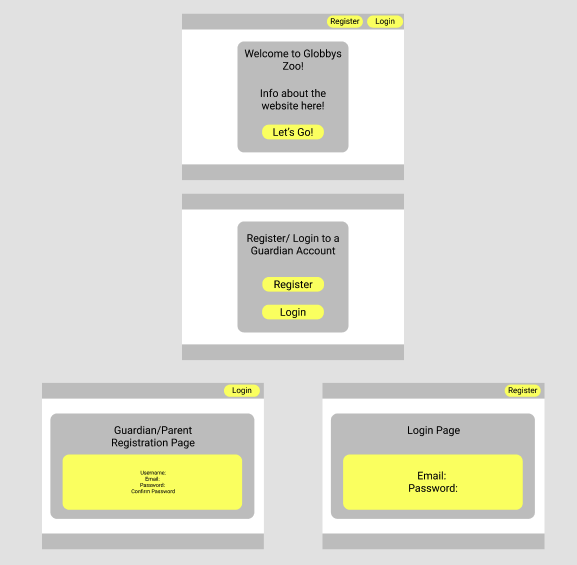 Register Login
Welcome to Globbys
Zoo!
Info about the
website here!
Let's Go!
Register/ Login to a
Guardian Account
Register
Login
Login
Guardian/Parent
Registration Page
Username:
Email:
Password:
Confirm Password
Register
Login Page
Email:
Password: